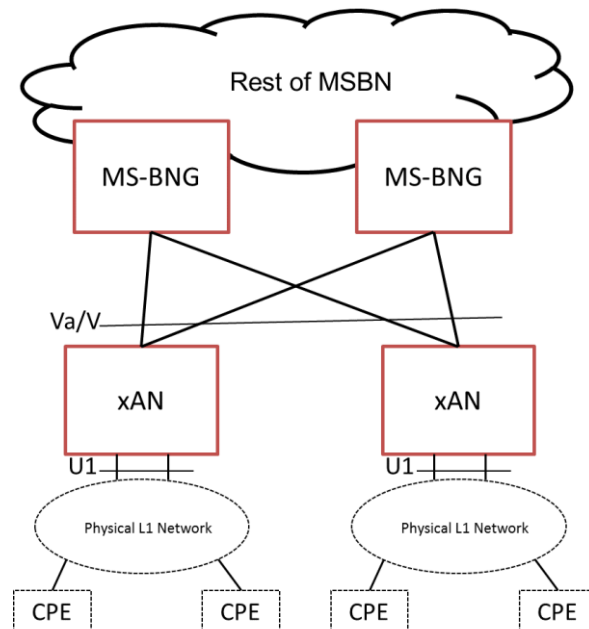 Rest of MSBN
MS-BNG
MS-BNG
Va/V
xAN
xAN
U1
U1
Physical L1 Network
Physical L1 Network
CPE
CPE
CPE
CPE